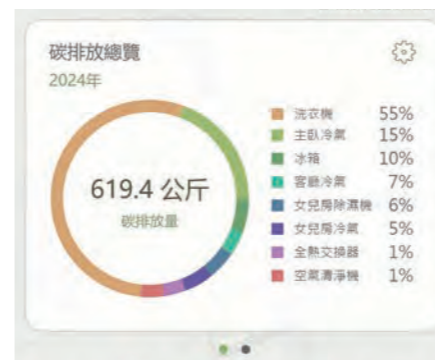 碳排放總覽
2024年
619.4 公斤
碳排放量
洗衣機 55%
主臥冷氣 15%
冰箱 10%
客廳冷氣 7%
女兒房除濕機 6%
女兒房冷氣 5%
全熱交換器 1%
空氣清淨機 1%